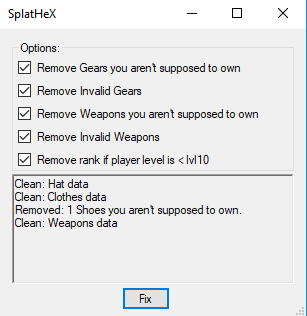 SplatHeX
Options:
Remove Gears you aren't supposed to own
Remove Invalid Gears
Remove Weapons you aren't supposed to own
Remove Invalid Weapons
Remove rank if player level is < lvl10
Clean: Hat data
Clean: Clothes data
Removed: 1 Shoes you aren't supposed to own.
Clean: Weapons data
Fix